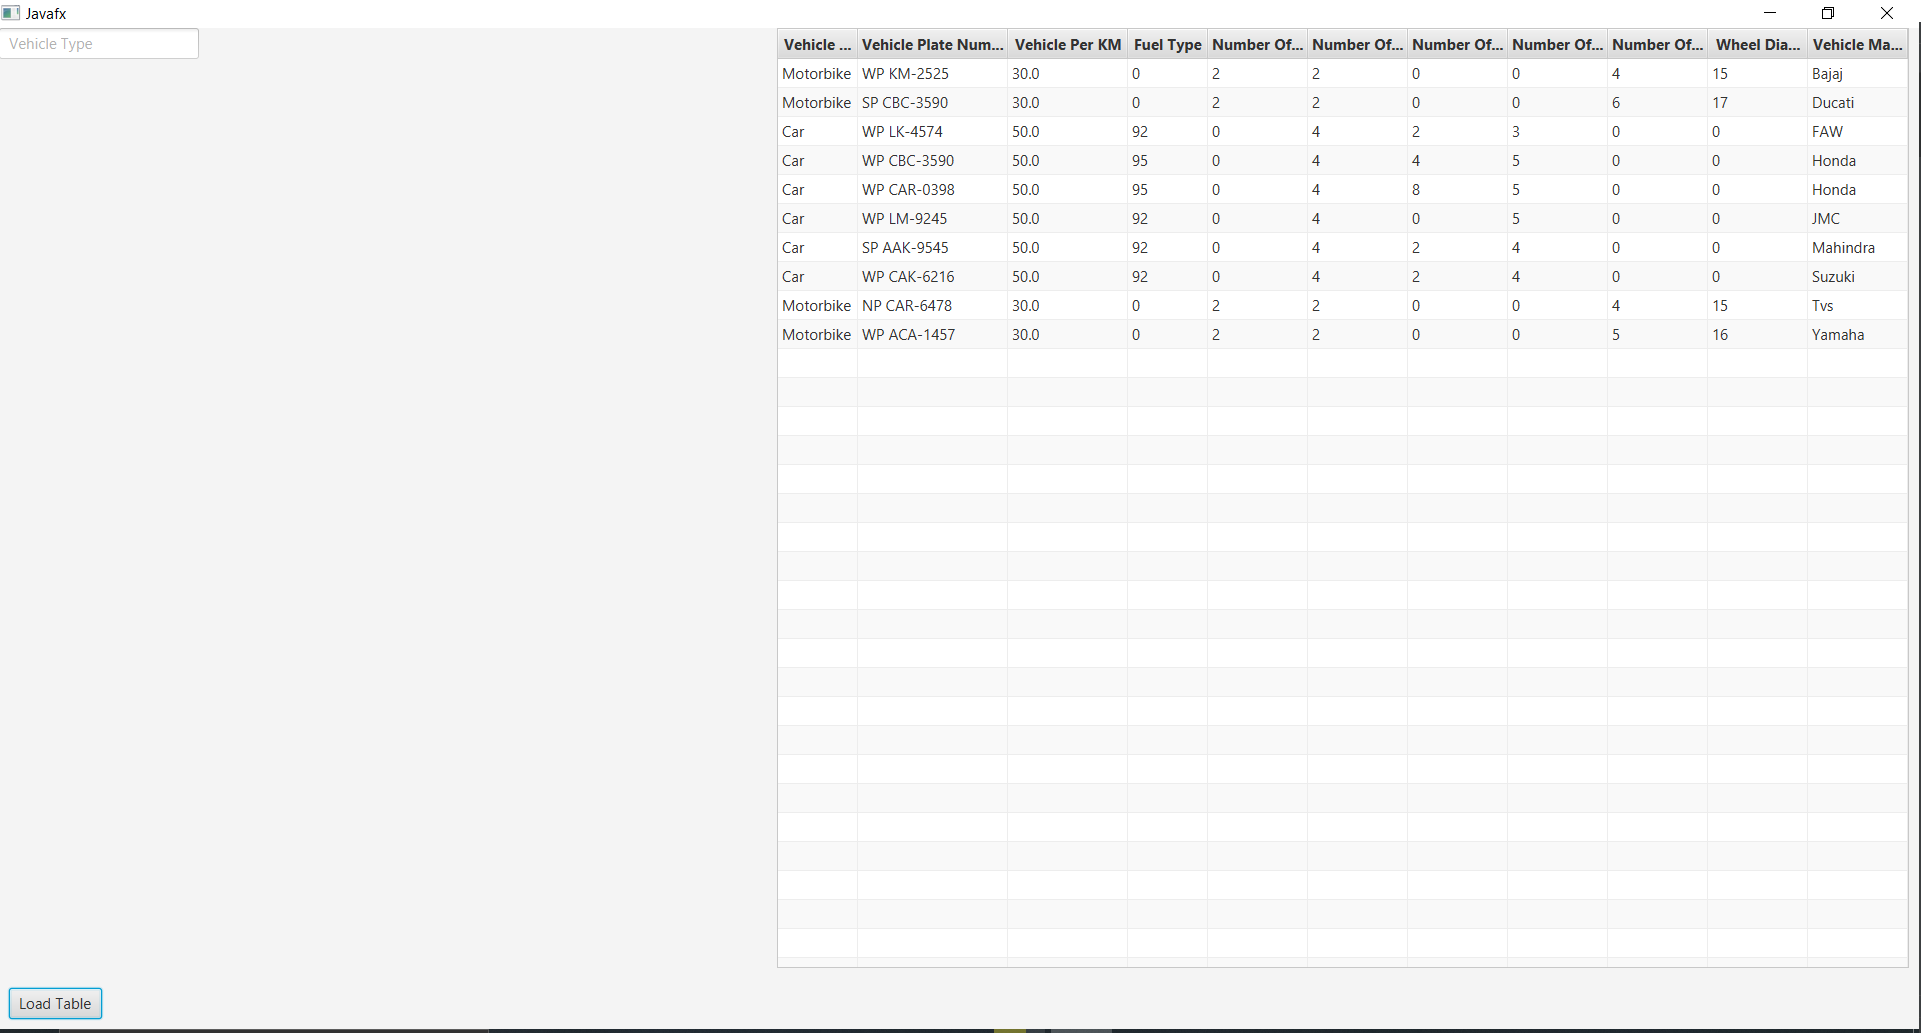 Javafx
Vehicle Type
Vehicle ... Vehicle Plate Num... Vehicle Per KM Fuel Type Number Of... Number Of... Number Of... Number Of... Number Of... Wheel Dia... Vehicle Ma...
Motorbike WP KM-2525 30.0 0 2 2 0 0 4 15 Bajaj
Motorbike SP CBC-3590 30.0 0 2 2 0 0 6 17 Ducati
Car WP LK-4574 50.0 92 0 4 2 3 0 0 FAW
Car WP CBC-3590 50.0 95 0 4 4 5 0 0 Honda
Car WP CAR-0398 50.0 95 0 4 8 5 0 0 Honda
Car WP LM-9245 50.0 92 0 4 0 5 0 0 JMC
Car SP AAK-9545 50.0 92 0 4 2 4 0 0 Mahindra
Car WP CAK-6216 50.0 92 0 4 2 4 0 0 Suzuki
Motorbike NP CAR-6478 30.0 0 2 2 0 0 4 15 Tvs
Motorbike WP ACA-1457 30.0 0 2 2 0 0 5 16 Yamaha
Load Table